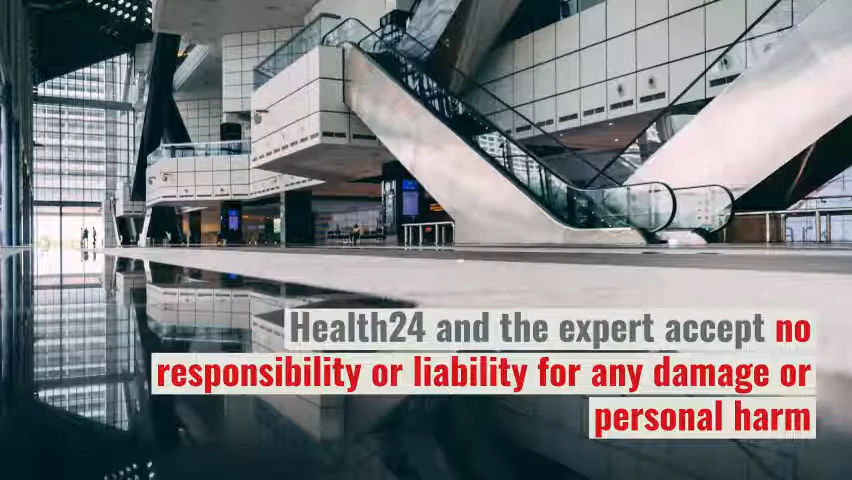 Health24 and the expert accept no
responsibility or liability for any damage or
personal harm